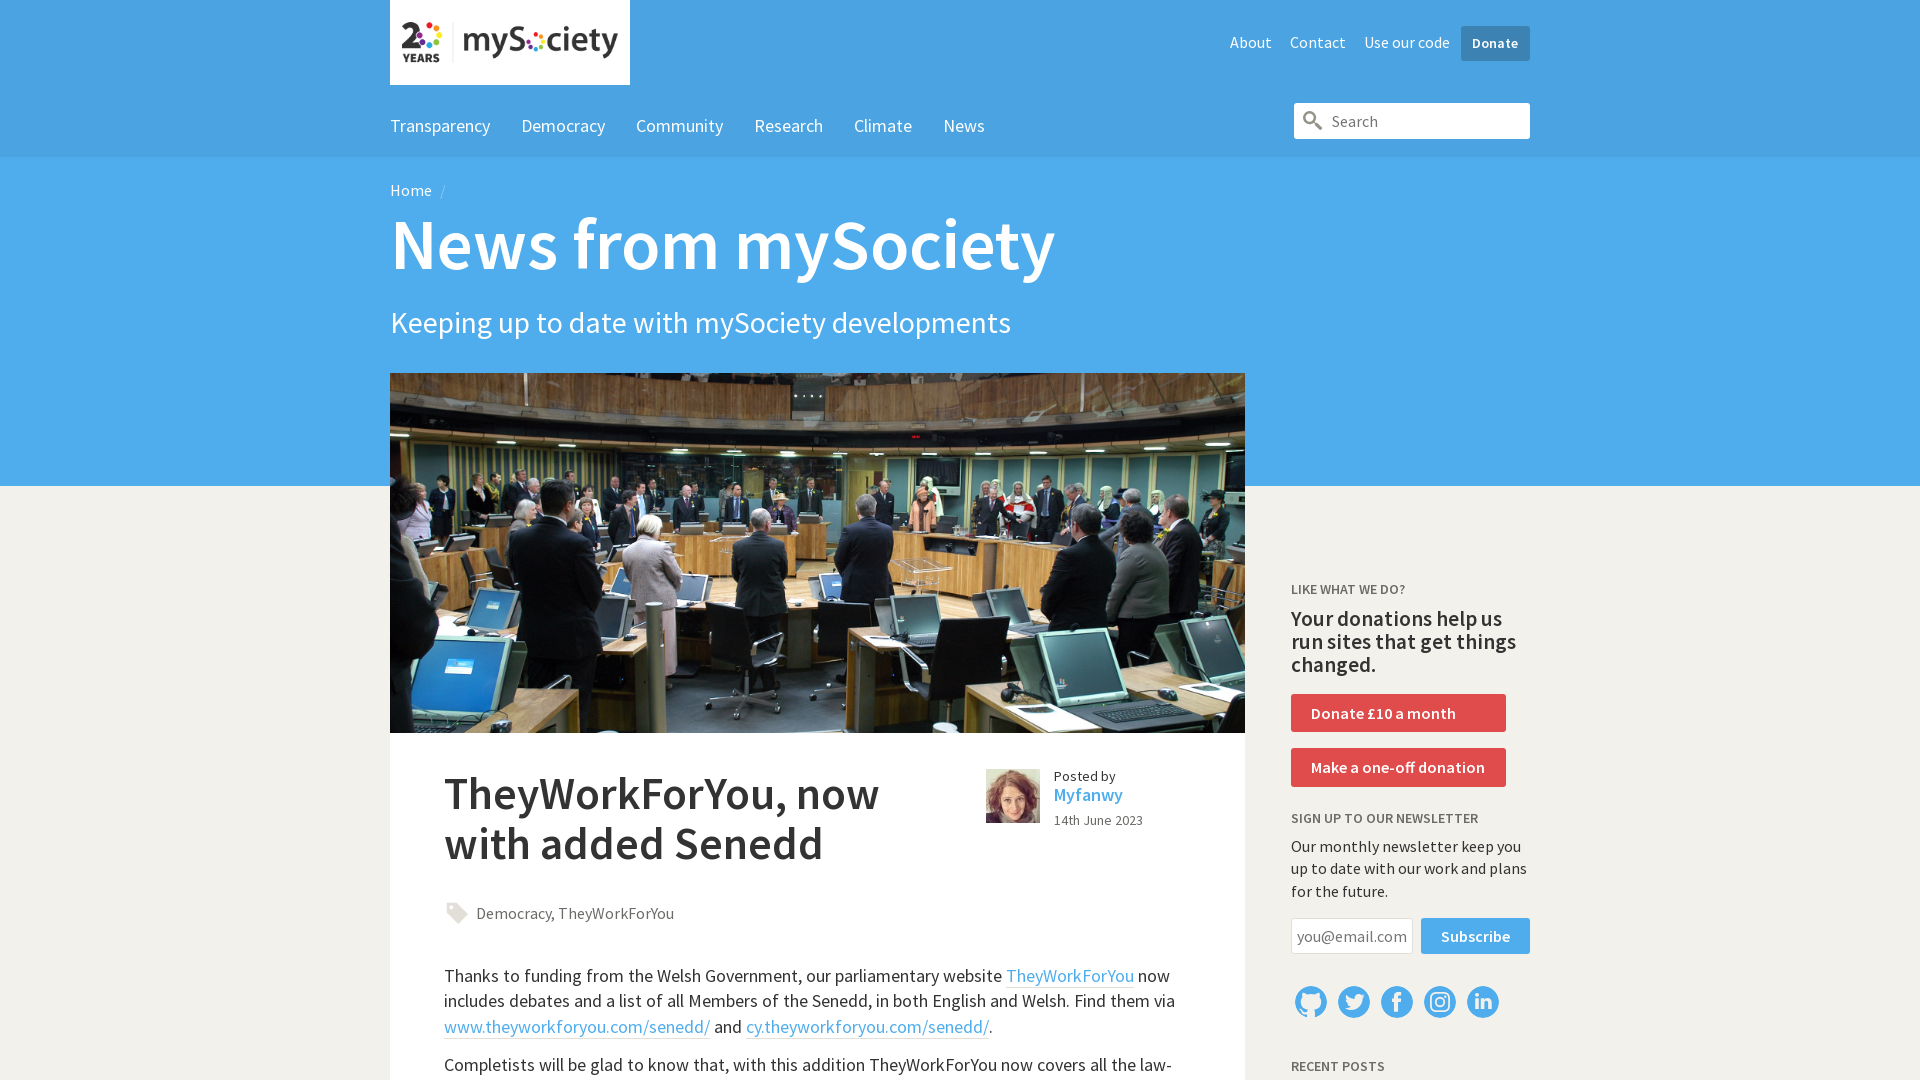 20 YEARS
mySociety
About
Contact
Use our code
Donate
Transparency
Democracy
Community
Research
Climate
News
Search
Home /
News from mySociety
Keeping up to date with mySociety developments
TheyWorkForYou, now
with added Senedd
Posted by
Myfanwy
14th June 2023
Democracy, TheyWorkForYou
Thanks to funding from the Welsh Government, our parliamentary website TheyWorkForYou now
includes debates and a list of all Members of the Senedd, in both English and Welsh. Find them via
www.theyworkforyou.com/senedd/ and cy.theyworkforyou.com/senedd/.
Completists will be glad to know that, with this addition TheyWorkForYou now covers all the law-
LIKE WHAT WE DO?
Your donations help us
run sites that get things
changed.
Donate £10 a month
Make a one-off donation
SIGN UP TO OUR NEWSLETTER
Our monthly newsletter keep you
up to date with our work and plans
for the future.
you@email.com
Subscribe
RECENT POSTS